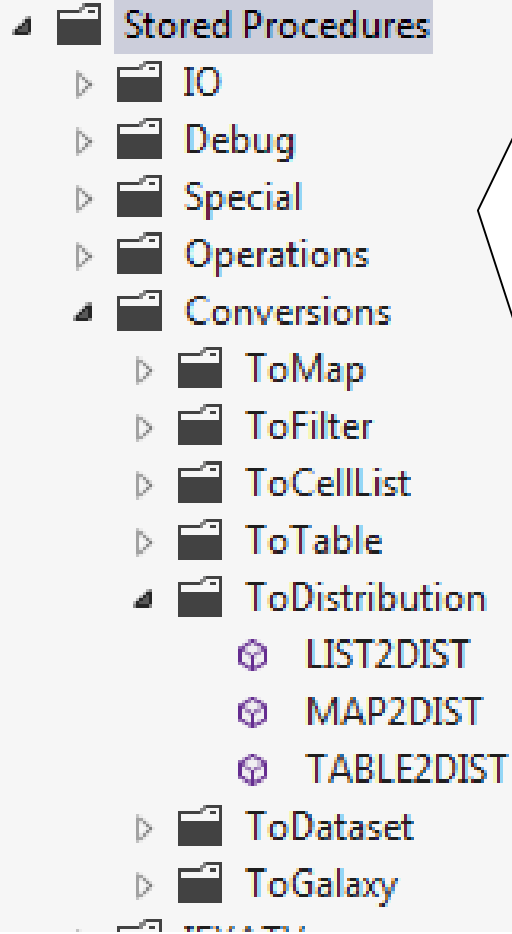 Stored Procedures
IO
Debug
Special
Operations
Conversions
ToMap
ToFilter
ToCellList
ToTable
ToDistribution
LIST2DIST
MAP2DIST
TABLE2DIST
ToDataset
ToGalaxy